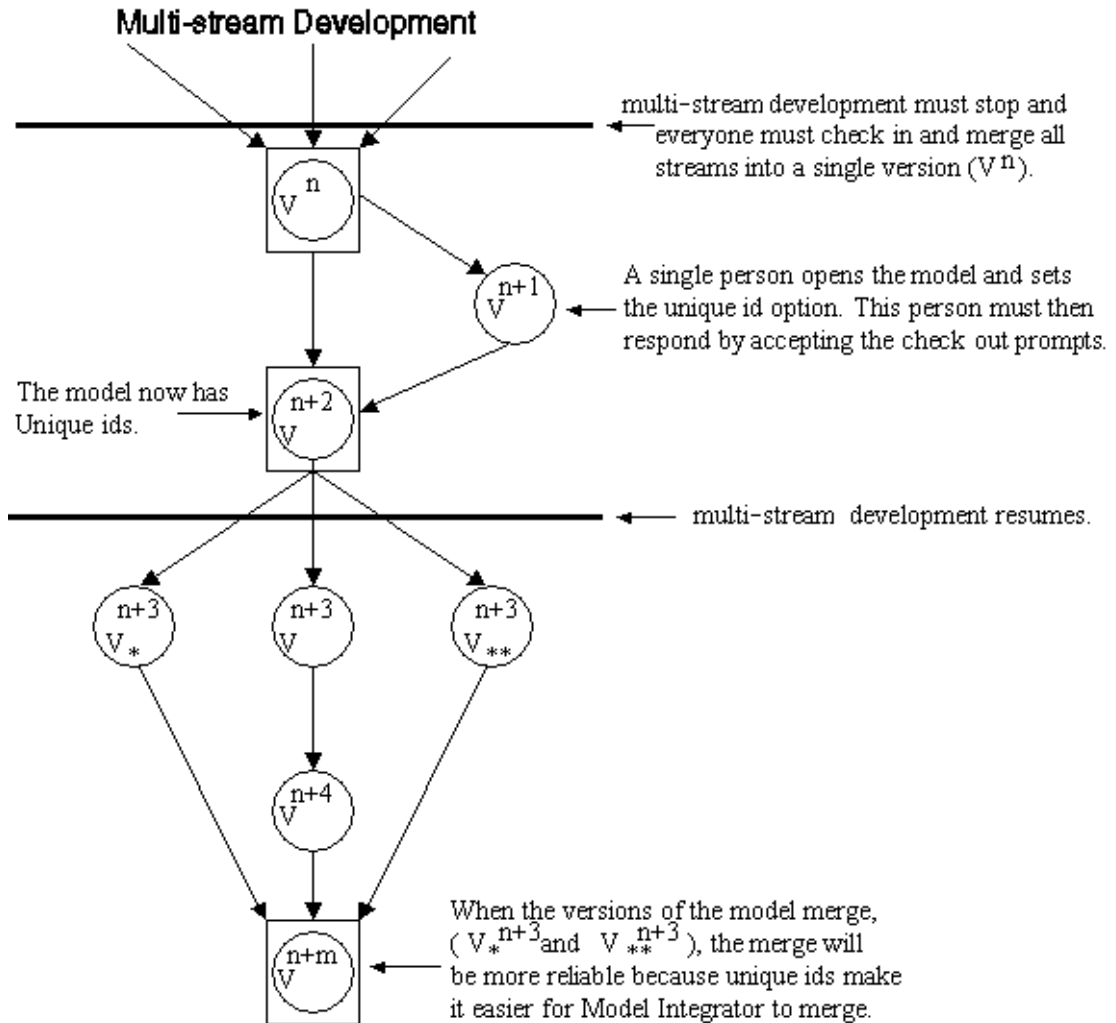 Multi-stream Development
multi-stream development must stop and
everyone must check in and merge all
streams into a single version (V^n).
V^n
V^n+1
A single person opens the model and sets
the unique id option. This person must then
respond by accepting the check out prompts.
The model now has
Unique ids.
V^n+2
multi-stream development resumes.
V*^n+3
V^n+3
V**^n+3
V^n+4
When the versions of the model merge,
( V*^n+3 and V**^n+3 ), the merge will
be more reliable because unique ids make
it easier for Model Integrator to merge.
V^n+m